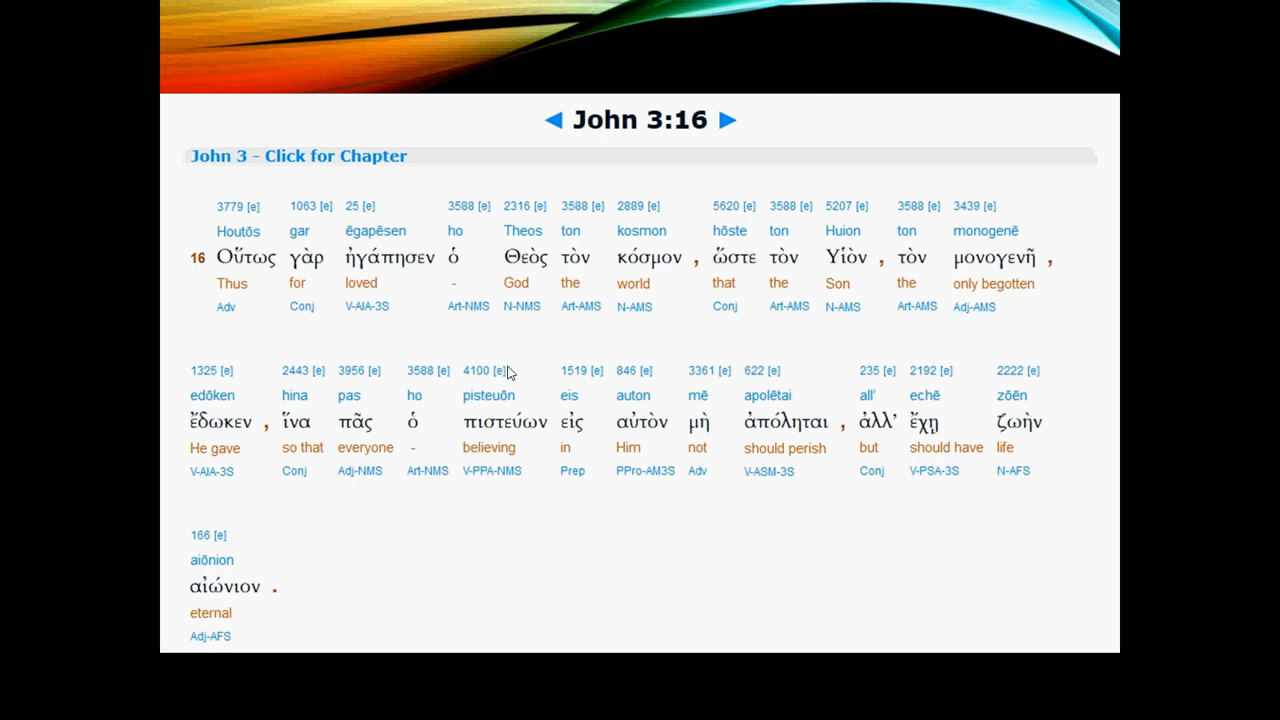 ◄ John 3:16 ►
John 3 - Click for Chapter
3779 [e] 1063 [e] 25 [e] 3588 [e] 2316 [e] 3588 [e] 2889 [e] 5620 [e] 3588 [e] 5207 [e] 3588 [e] 3439 [e]
Houtōs gar ēgapēsen ho Theos ton kosmon hōste ton Huion ton monogenē
16 Οὕτως γὰρ ἠγάπησεν ὁ Θεὸς τὸν κόσμον , ὥστε τὸν Υἱὸν , τὸν μονογενῆ ,
Thus for loved - God the world that the Son the only begotten
Adv Conj V-AIA-3S Art-NMS N-NMS Art-AMS N-AMS Conj Art-AMS N-AMS Art-AMS Adj-AMS
1325 [e] 2443 [e] 3956 [e] 3588 [e] 4100 [e] 1519 [e] 846 [e] 3361 [e] 622 [e] 235 [e] 2192 [e] 2222 [e]
edōken hina pas ho pisteuōn eis auton mē apolētai all’ echē zōēn
ἔδωκεν , ἵνα πᾶς ὁ πιστεύων εἰς αὐτὸν μὴ ἀπόληται , ἀλλ’ ἔχῃ ζωὴν
He gave so that everyone - believing in Him not should perish but should have life
V-AIA-3S Conj Adj-NMS Art-NMS V-PPA-NMS Prep PPro-AM3S Adv V-ASM-3S Conj V-PSA-3S N-AFS
166 [e]
aiōnion
αἰώνιον .
eternal
Adj-AFS